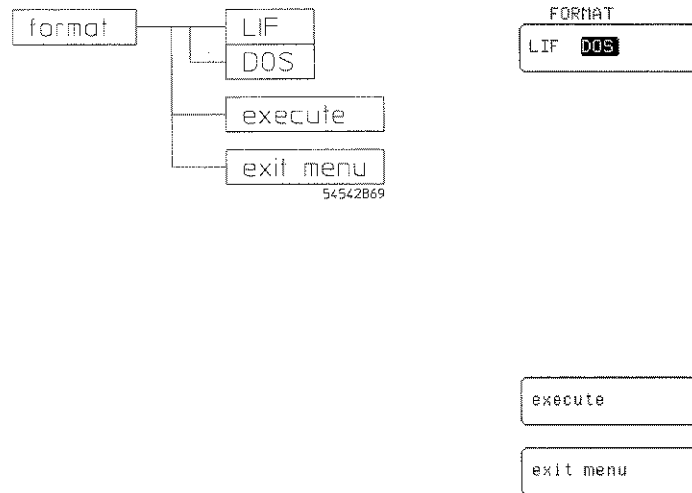 format
LIF
DOS
execute
exit menu
54542B69
FORMAT
LIF DOS
execute
exit menu